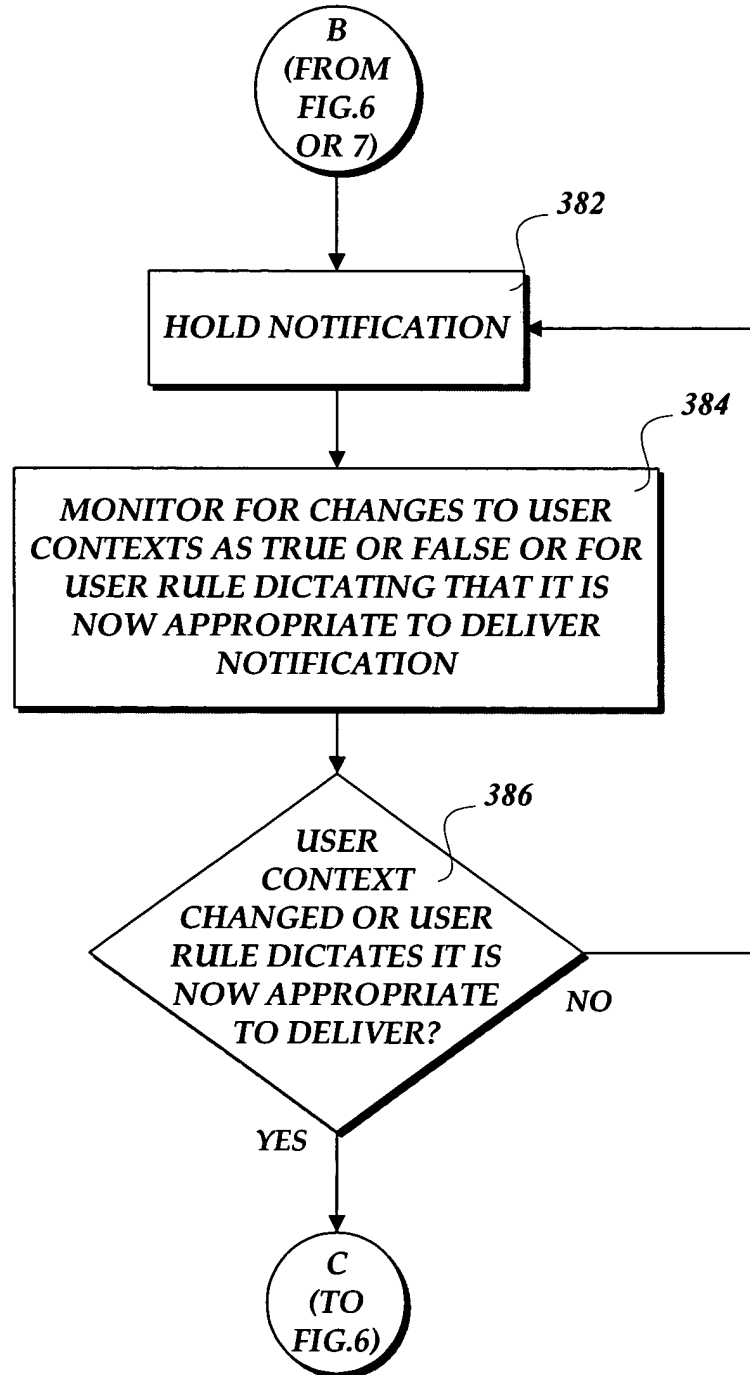 B
(FROM
FIG.6
OR 7)
382
HOLD NOTIFICATION
384
MONITOR FOR CHANGES TO USER
CONTEXTS AS TRUE OR FALSE OR FOR
USER RULE DICTATING THAT IT IS
NOW APPROPRIATE TO DELIVER
NOTIFICATION
386
USER
CONTEXT
CHANGED OR USER
RULE DICTATES IT IS
NOW APPROPRIATE
TO DELIVER?
NO
YES
C
(TO
FIG.6)